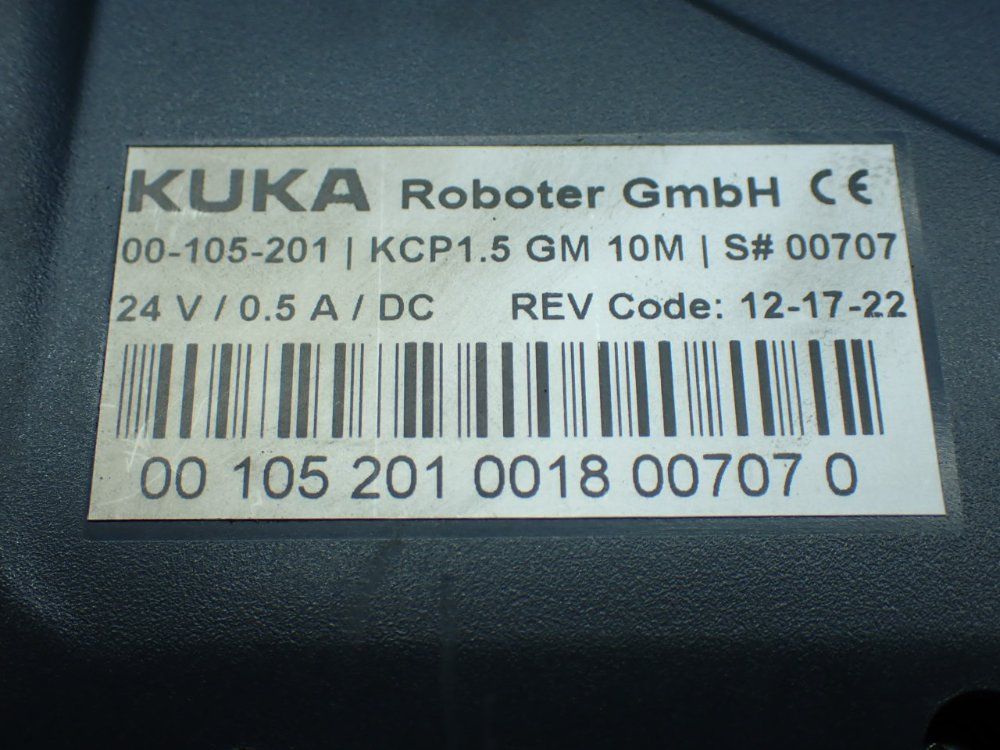 KUKA Roboter GmbH CE
00-105-201 | KCP1.5 GM 10M | S# 00707
24 V / 0.5 A / DC REV Code: 12-17-22
00 105 201 0018 00707 0